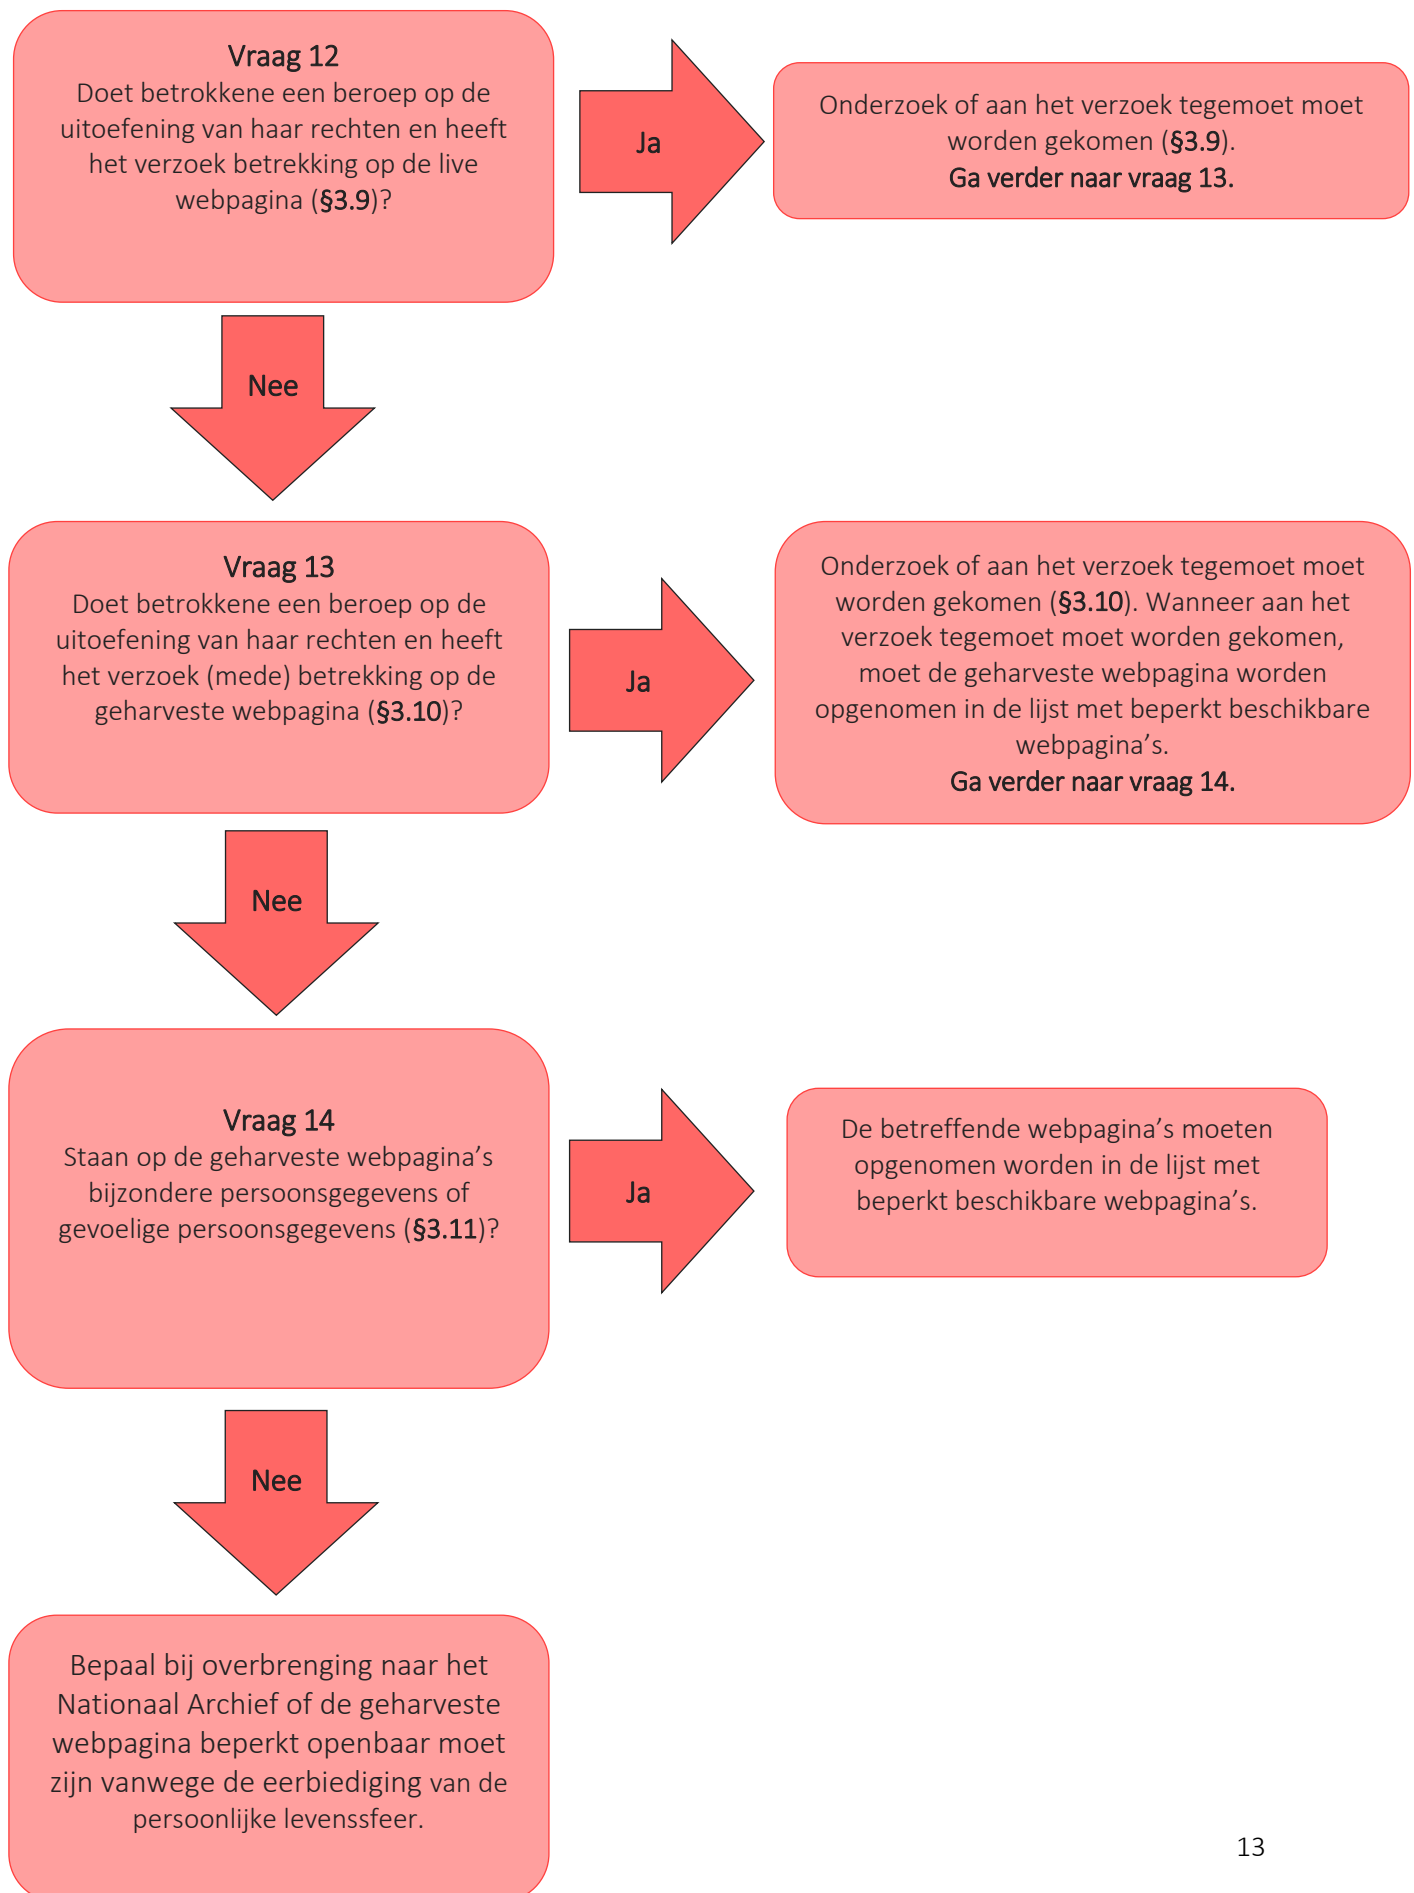 Vraag 12
Doet betrokkene een beroep op de
uitoefening van haar rechten en heeft
het verzoek betrekking op de live
webpagina (§3.9)?
Ja
Onderzoek of aan het verzoek tegemoet moet
worden gekomen (§3.9).
Ga verder naar vraag 13.
Nee
Vraag 13
Doet betrokkene een beroep op de
uitoefening van haar rechten en heeft
het verzoek (mede) betrekking op de
geharveste webpagina (§3.10)?
Ja
Onderzoek of aan het verzoek tegemoet moet
worden gekomen (§3.10). Wanneer aan het
verzoek tegemoet moet worden gekomen,
moet de geharveste webpagina worden
opgenomen in de lijst met beperkt beschikbare
webpagina’s.
Ga verder naar vraag 14.
Nee
Vraag 14
Staan op de geharveste webpagina’s
bijzondere persoonsgegevens of
gevoelige persoonsgegevens (§3.11)?
Ja
De betreffende webpagina’s moeten
opgenomen worden in de lijst met
beperkt beschikbare webpagina’s.
Nee
Bepaal bij overbrenging naar het
Nationaal Archief of de geharveste
webpagina beperkt openbaar moet
zijn vanwege de eerbiediging van de
persoonlijke levenssfeer.
13